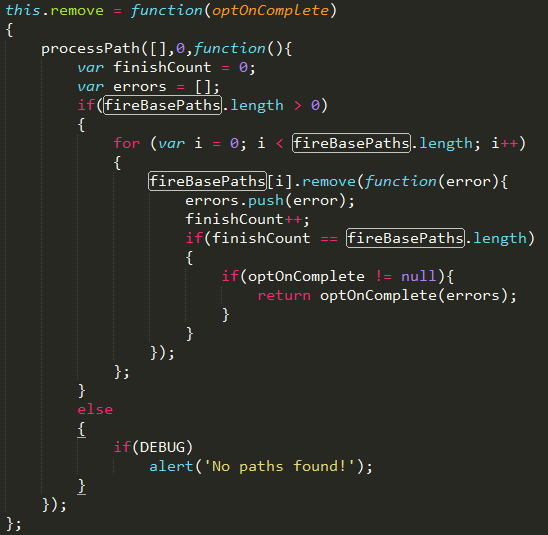 this.remove = function(optOnComplete)
{
    processPath([],0,function(){
        var finishCount = 0;
        var errors = [];
        if(fireBasePaths.length > 0)
        {
            for (var i = 0; i < fireBasePaths.length; i++)
            {
                fireBasePaths[i].remove(function(error){
                    errors.push(error);
                    finishCount++;
                    if(finishCount == fireBasePaths.length)
                    {
                        if(optOnComplete != null){
                            return optOnComplete(errors);
                        }
                    }
                });
            };
        }
        else
        {
            if(DEBUG)
                alert('No paths found!');
        }
    });
};